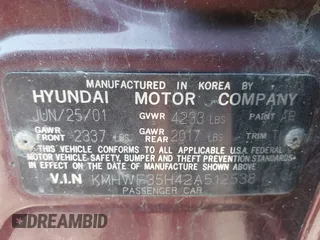 MANUFACTURED IN KOREA BY
HYUNDAI MOTOR COMPANY
JUN/25/01 GVWR 4233 LBS PAINT
GAWR FRONT 2337 LBS GAWR REAR 2017 LBS TRIM
THIS VEHICLE CONFORMS TO ALL APPLICABLE U.S. FEDERAL
MOTOR VEHICLE SAFETY, BUMPER AND THEFT PREVENTION
STANDARDS IN EFFECT ON THE DATE OF MANUFACTURE
SHOWN ABOVE.
V.I.N KMHWF35H42A512538
PASSENGER CAR